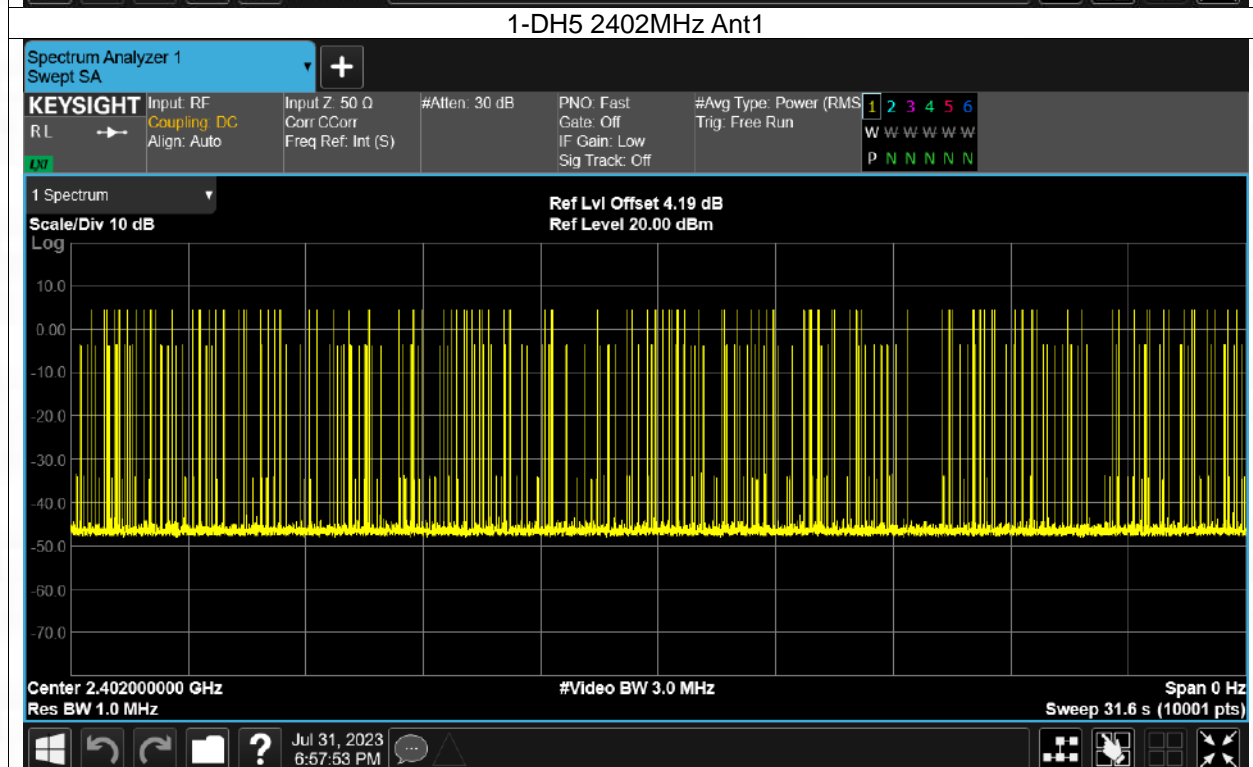 1-DH5 2402MHz Ant1
Spectrum Analyzer 1
Swept SA
KEYSIGHT
RL
LXI
Input: RF
Coupling: DC
Align: Auto
Input Z: 50 Ω
Corr CCorr
Freq Ref: Int (S)
#Atten: 30 dB
PNO: Fast
Gate: Off
IF Gain: Low
Sig Track: Off
#Avg Type: Power (RMS
Trig: Free Run
1 2 3 4 5 6
W W W W W W
P N N N N N
1 Spectrum
Scale/Div 10 dB
Log
Ref Lvl Offset 4.19 dB
Ref Level 20.00 dBm
10.0
0.00
-10.0
-20.0
-30.0
-40.0
-50.0
-60.0
-70.0
Center 2.402000000 GHz
Res BW 1.0 MHz
#Video BW 3.0 MHz
Span 0 Hz
Sweep 31.6 s (10001 pts)
?
Jul 31, 2023
6:57:53 PM